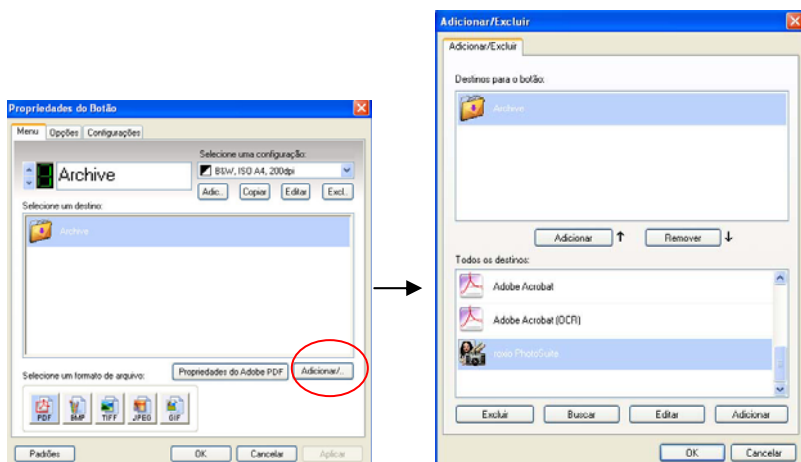 Propriedades do Botão
Menu Opções Configurações
Selecione uma configuração:
Archive
B&W, ISO A4, 200dpi
Adic.. Copiar Editar Excl..
Selecione um destino:
Archive
Selecione um formato de arquivo:
Propriedades do Adobe PDF
Adicionar/..
PDF BMP TIFF JPEG GIF
Padrões OK Cancelar Aplicar
Adicionar/Excluir
Adicionar/Excluir
Destinos para o botão:
Archive
Adicionar Remover
Todos os destinos:
Adobe Acrobat
Adobe Acrobat (OCR)
roxio PhotoSuite
Excluir Buscar Editar Adicionar
OK Cancelar